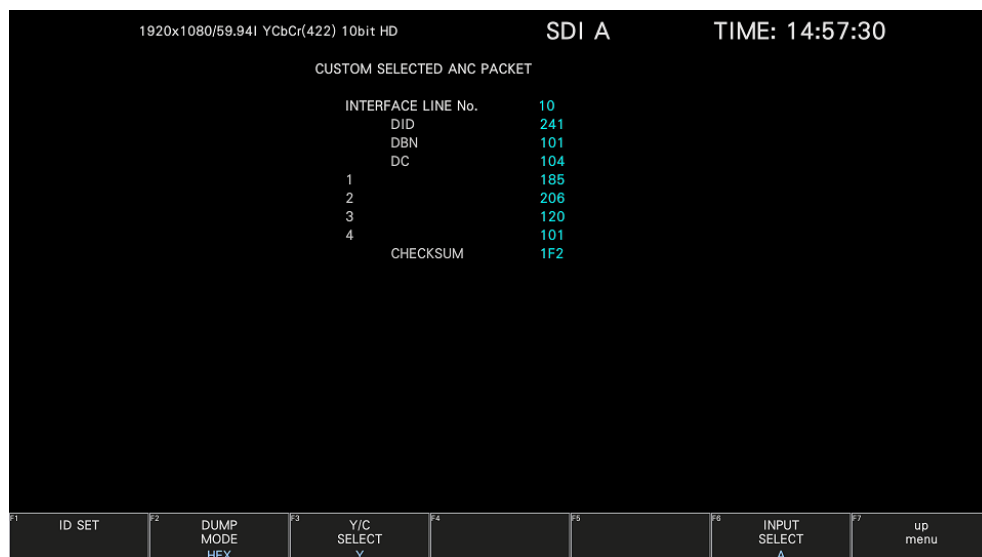 1920x1080/59.94I YCbCr(422) 10bit HD SDI A TIME: 14:57:30
CUSTOM SELECTED ANC PACKET
INTERFACE LINE No. 10
DID 241
DBN 101
DC 104
1 185
2 206
3 120
4 101
CHECKSUM 1F2
F1 ID SET
F2 DUMP MODE HEX
F3 Y/C SELECT Y
F4
F5
F6 INPUT SELECT A
F7 up menu